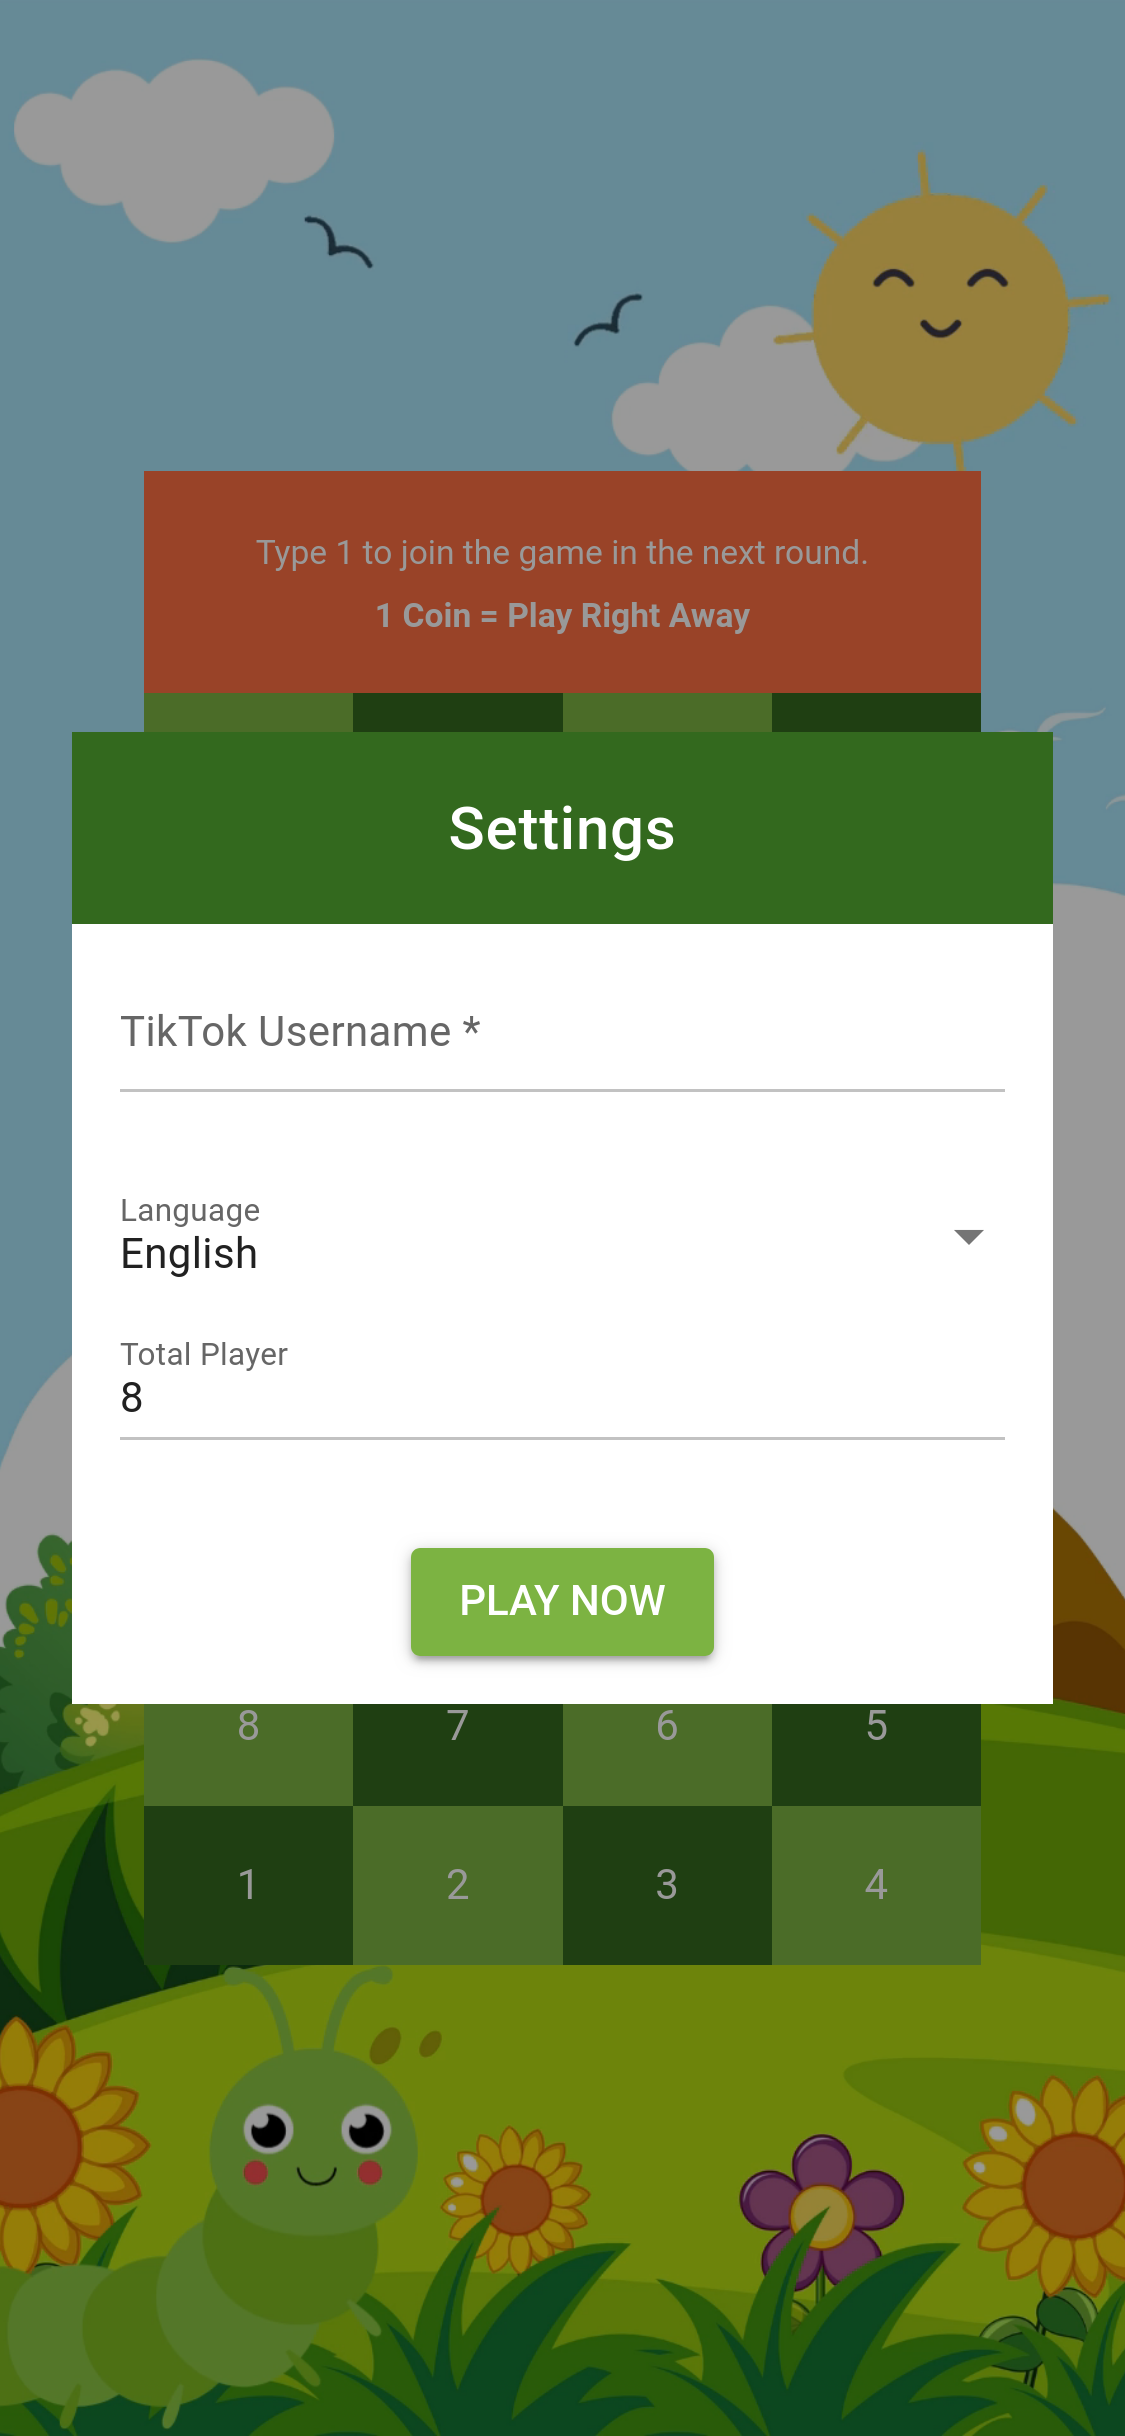 Type 1 to join the game in the next round.
1 Coin = Play Right Away
Settings
TikTok Username *
Language
English
Total Player
8
PLAY NOW
8 7 6 5
1 2 3 4